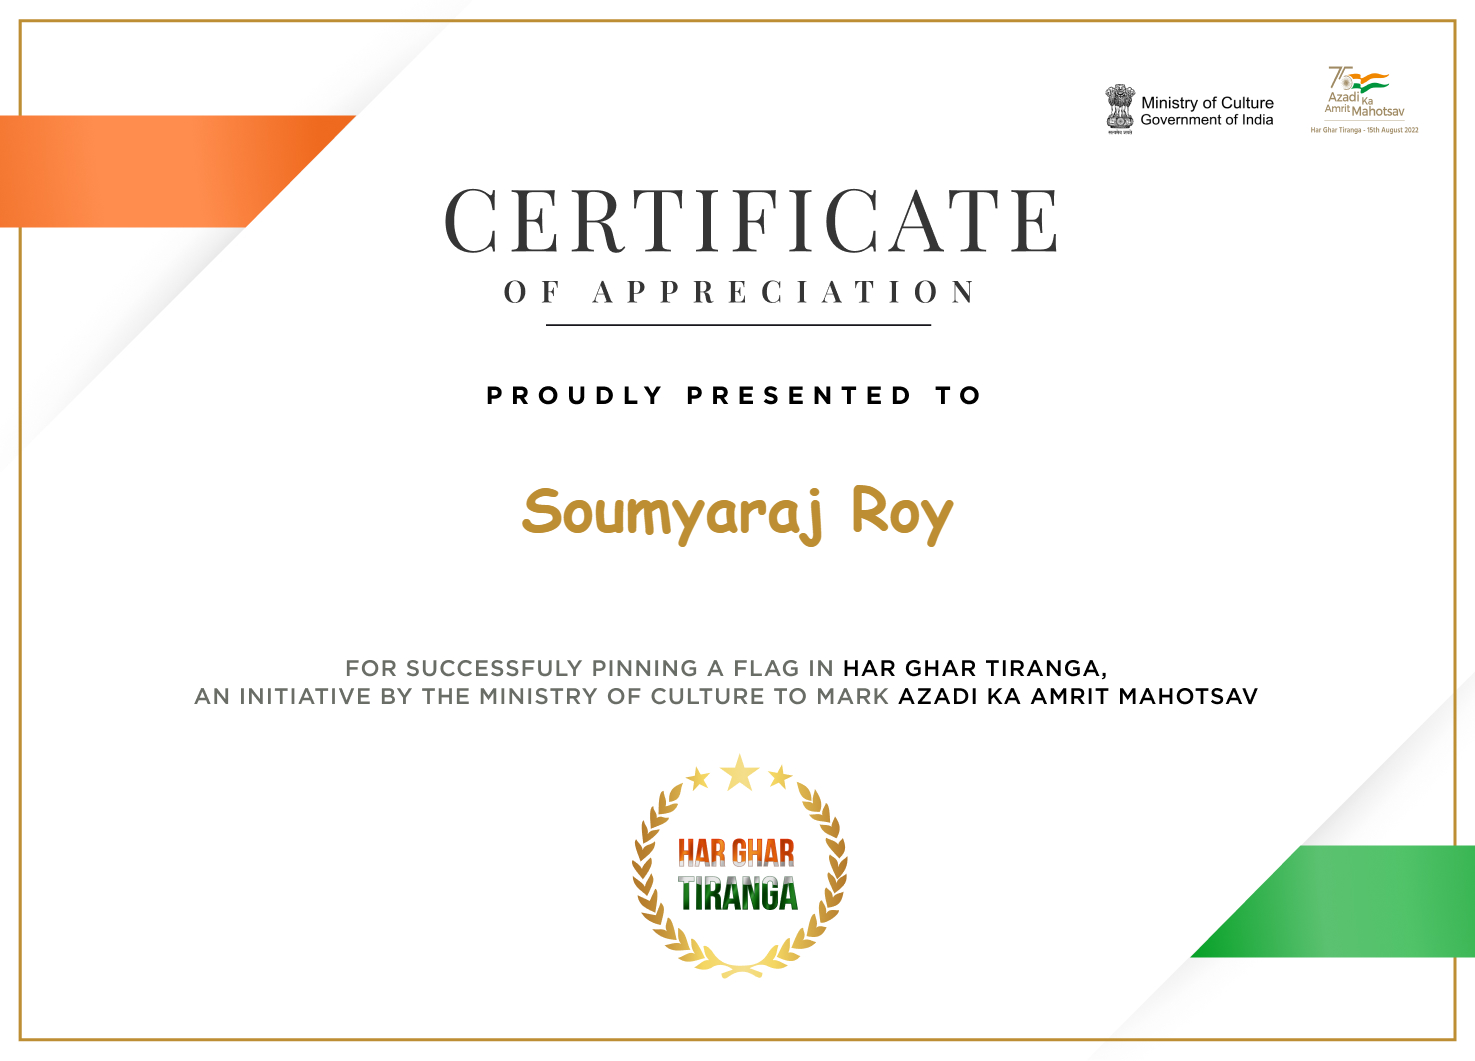 Ministry of Culture
Government of India
75
Azadi Ka
Amrit Mahotsav
Har Ghar Tiranga - 15th August 2022
CERTIFICATE
OF APPRECIATION
PROUDLY PRESENTED TO
Soumyaraj Roy
FOR SUCCESSFULY PINNING A FLAG IN HAR GHAR TIRANGA,
AN INITIATIVE BY THE MINISTRY OF CULTURE TO MARK AZADI KA AMRIT MAHOTSAV
HAR GHAR
TIRANGA